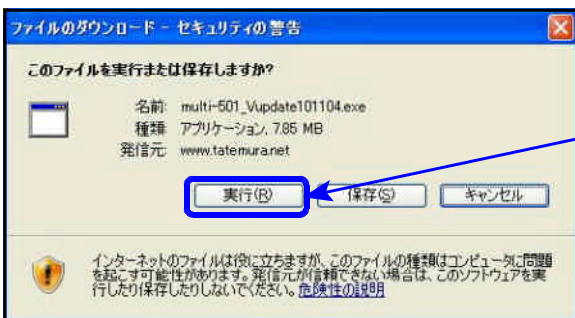 ファイルのダウンロード - セキュリティの警告
このファイルを実行または保存しますか?
名前: multi-501_Vupdate101104.exe
種類: アプリケーション, 7.85 MB
発信元: www.tatemura.net
実行(R) 保存(S) キャンセル
インターネットのファイルは役に立ちますが、このファイルの種類はコンピュータに問題
を起こす可能性があります。発信元が信頼できない場合は、このソフトウェアを実
行したり保存したりしないでください。危険性の説明